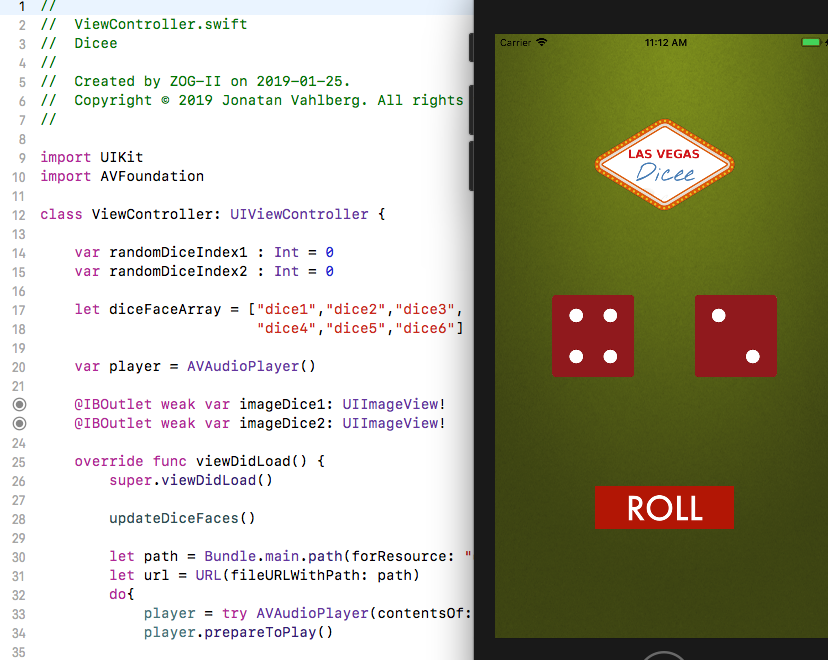 1 //
2 //  ViewController.swift
3 //  Dicee
4 //
5 //  Created by ZOG-II on 2019-01-25.
6 //  Copyright © 2019 Jonatan Vahlberg. All rights
7 //
8
9 import UIKit
10 import AVFoundation
11
12 class ViewController: UIViewController {
13
14     var randomDiceIndex1 : Int = 0
15     var randomDiceIndex2 : Int = 0
16
17     let diceFaceArray = ["dice1","dice2","dice3",
18                          "dice4","dice5","dice6"]
19
20     var player = AVAudioPlayer()
21
@IBOutlet weak var imageDice1: UIImageView!
@IBOutlet weak var imageDice2: UIImageView!
24
25     override func viewDidLoad() {
26         super.viewDidLoad()
27
28         updateDiceFaces()
29
30         let path = Bundle.main.path(forResource: "
31         let url = URL(fileURLWithPath: path)
32         do{
33             player = try AVAudioPlayer(contentsOf:
34             player.prepareToPlay()
35
Carrier 11:12 AM
LAS VEGAS
Dicee
ROLL